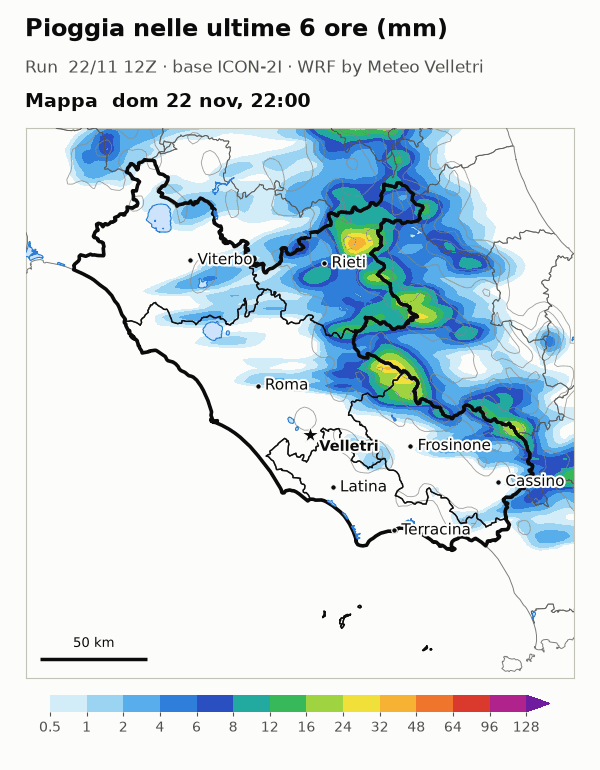 Pioggia nelle ultime 6 ore (mm)
Run 22/11 12Z · base ICON-2I · WRF by Meteo Velletri
Mappa dom 22 nov, 22:00
Viterbo
Rieti
Roma
Velletri
Frosinone
Latina
Cassino
Terracina
50 km
0.5 1 2 4 6 8 12 16 24 32 48 64 96 128